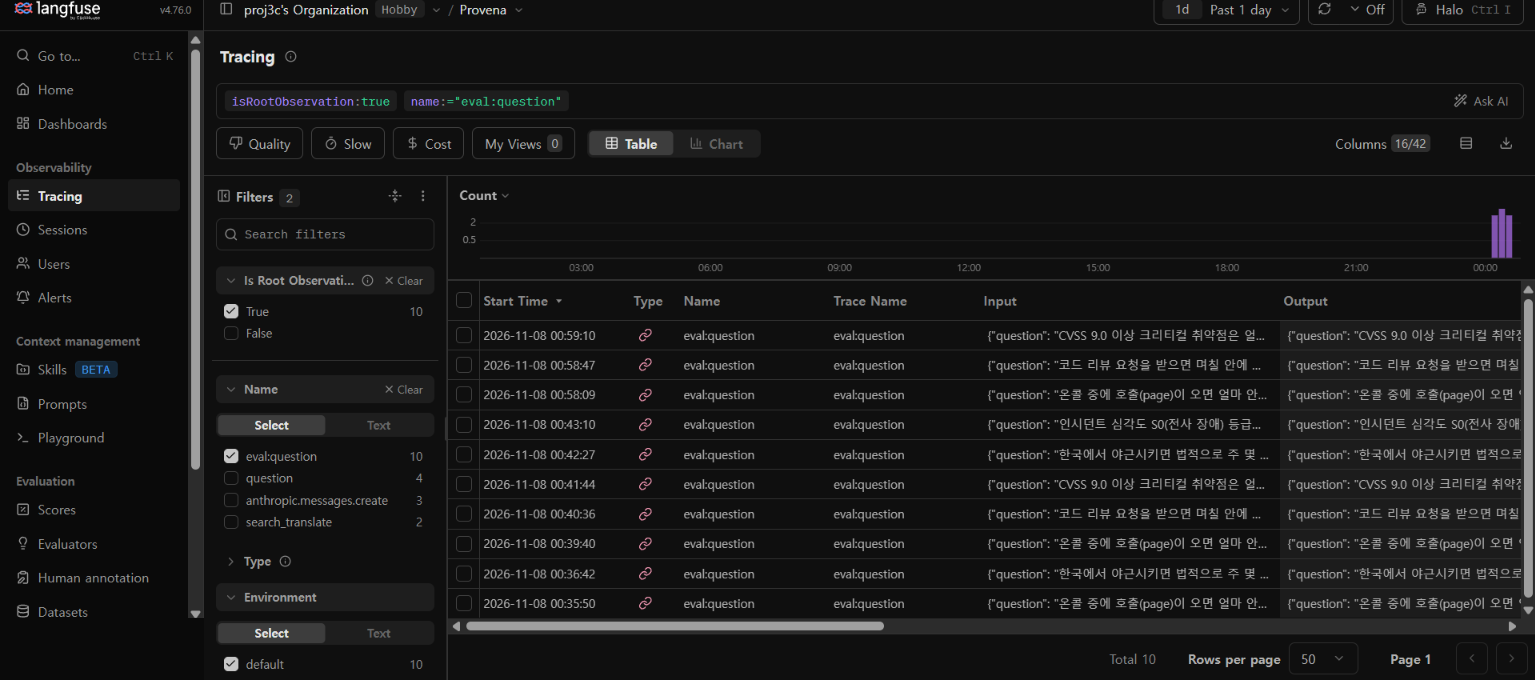 langfuse
by ClickHouse
v4.76.0
proj3c's Organization Hobby / Provena
1d Past 1 day Off Halo Ctrl I
Go to... Ctrl K
Home
Dashboards
Observability
Tracing
Sessions
Users
Alerts
Context management
Skills BETA
Prompts
Playground
Evaluation
Scores
Evaluators
Human annotation
Datasets
Tracing
isRootObservation:true name:="eval:question" Ask AI
Quality Slow Cost My Views 0 Table Chart Columns 16/42
Filters 2
Search filters
Is Root Observati... Clear
True 10
False
Name Clear
Select Text
eval:question 10
question 4
anthropic.messages.create 3
search_translate 2
Type
Environment
Select Text
default 10
Count
2
0.5
03:00 06:00 09:00 12:00 15:00 18:00 21:00 00:00
Start Time Type Name Trace Name Input Output
2026-11-08 00:59:10 eval:question eval:question {"question": "CVSS 9.0 이상 크리티컬 취약점은 얼... {"question": "CVSS 9.0 이상 크리티컬 취약점
2026-11-08 00:58:47 eval:question eval:question {"question": "코드 리뷰 요청을 받으면 며칠 안에 ... {"question": "코드 리뷰 요청을 받으면 며칠
2026-11-08 00:58:09 eval:question eval:question {"question": "온콜 중에 호출(page)이 오면 얼마 안... {"question": "온콜 중에 호출(page)이 오면
2026-11-08 00:43:10 eval:question eval:question {"question": "인시던트 심각도 S0(전사 장애) 등급... {"question": "인시던트 심각도 S0(전사 장애
2026-11-08 00:42:27 eval:question eval:question {"question": "한국에서 야근시키면 법적으로 주 몇 ... {"question": "한국에서 야근시키면 법적으로
2026-11-08 00:41:44 eval:question eval:question {"question": "CVSS 9.0 이상 크리티컬 취약점은 얼... {"question": "CVSS 9.0 이상 크리티컬 취약점
2026-11-08 00:40:36 eval:question eval:question {"question": "코드 리뷰 요청을 받으면 며칠 안에 ... {"question": "코드 리뷰 요청을 받으면 며칠
2026-11-08 00:39:40 eval:question eval:question {"question": "온콜 중에 호출(page)이 오면 얼마 안... {"question": "온콜 중에 호출(page)이 오면
2026-11-08 00:36:42 eval:question eval:question {"question": "한국에서 야근시키면 법적으로 주 몇 ... {"question": "한국에서 야근시키면 법적으로
2026-11-08 00:35:50 eval:question eval:question {"question": "온콜 중에 호출(page)이 오면 얼마 안... {"question": "온콜 중에 호출(page)이 오면
Total 10 Rows per page 50 Page 1